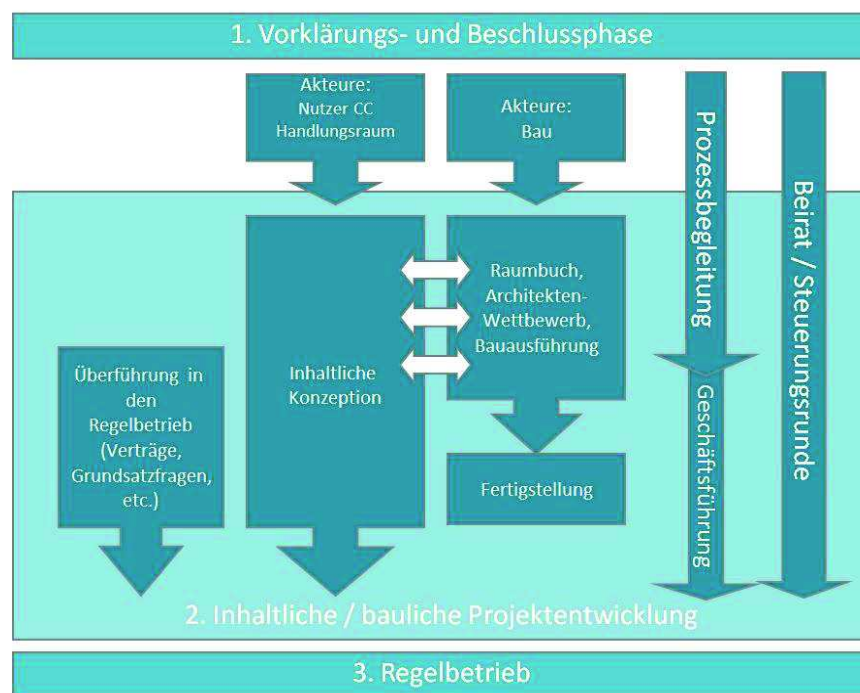 1. Vorklärungs- und Beschlussphase
Akteure:
Nutzer CC
Handlungsraum
Akteure:
Bau
Prozessbegleitung
Beirat / Steuerungsrunde
Raumbuch,
Architekten-
Wettbewerb,
Bauausführung
Inhaltliche
Konzeption
Überführung in
den
Regelbetrieb
(Verträge,
Grundsatzfragen,
etc.)
Geschäftsführung
Fertigstellung
2. Inhaltliche / bauliche Projektentwicklung
3. Regelbetrieb